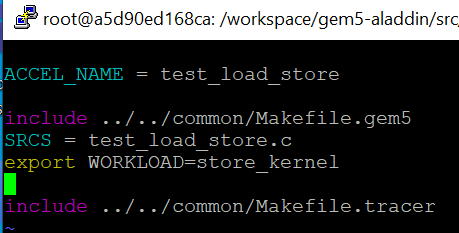 root@a5d90ed168ca: /workspace/gem5-aladdin/src/
ACCEL_NAME = test_load_store
include ../../common/Makefile.gem5
SRCS = test_load_store.c
export WORKLOAD=store_kernel
include ../../common/Makefile.tracer
~